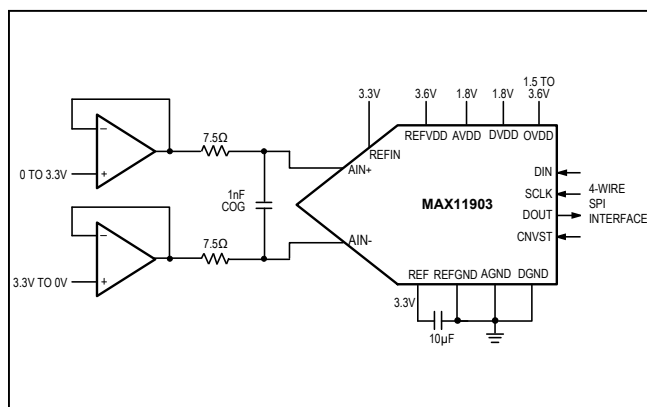 3.3V 3.6V 1.8V 1.8V 1.5 TO
3.6V
REFVDD AVDD DVDD OVDD
REFIN
−
+
0 TO 3.3V
7.5Ω
AIN+
1nF
COG
MAX11903
DIN
SCLK
DOUT
CNVST
4-WIRE
SPI
INTERFACE
−
+
3.3V TO 0V
7.5Ω
AIN-
REF REFGND AGND DGND
3.3V
10µF